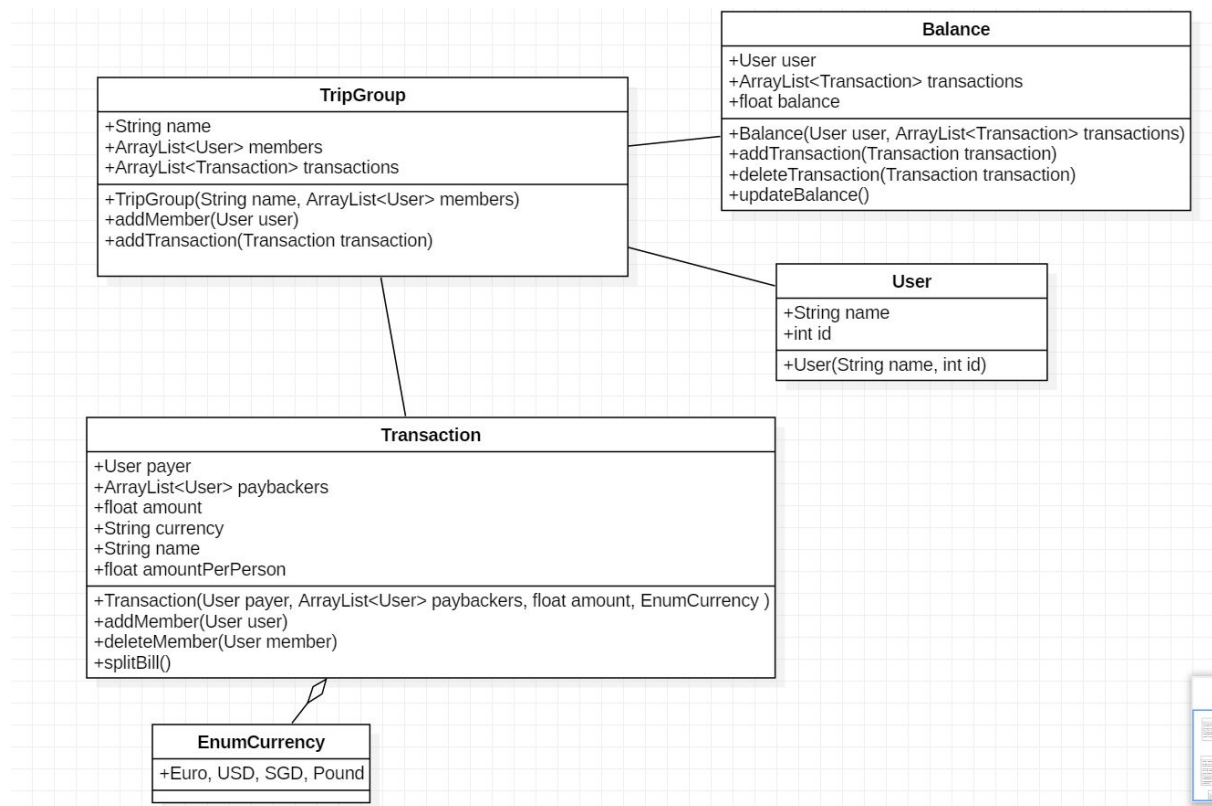 TripGroup
+String name
+ArrayList<User> members
+ArrayList<Transaction> transactions
+TripGroup(String name, ArrayList<User> members)
+addMember(User user)
+addTransaction(Transaction transaction)
Balance
+User user
+ArrayList<Transaction> transactions
+float balance
+Balance(User user, ArrayList<Transaction> transactions)
+addTransaction(Transaction transaction)
+deleteTransaction(Transaction transaction)
+updateBalance()
User
+String name
+int id
+User(String name, int id)
Transaction
+User payer
+ArrayList<User> paybackers
+float amount
+String currency
+String name
+float amountPerPerson
+Transaction(User payer, ArrayList<User> paybackers, float amount, EnumCurrency )
+addMember(User user)
+deleteMember(User member)
+splitBill()
EnumCurrency
+Euro, USD, SGD, Pound